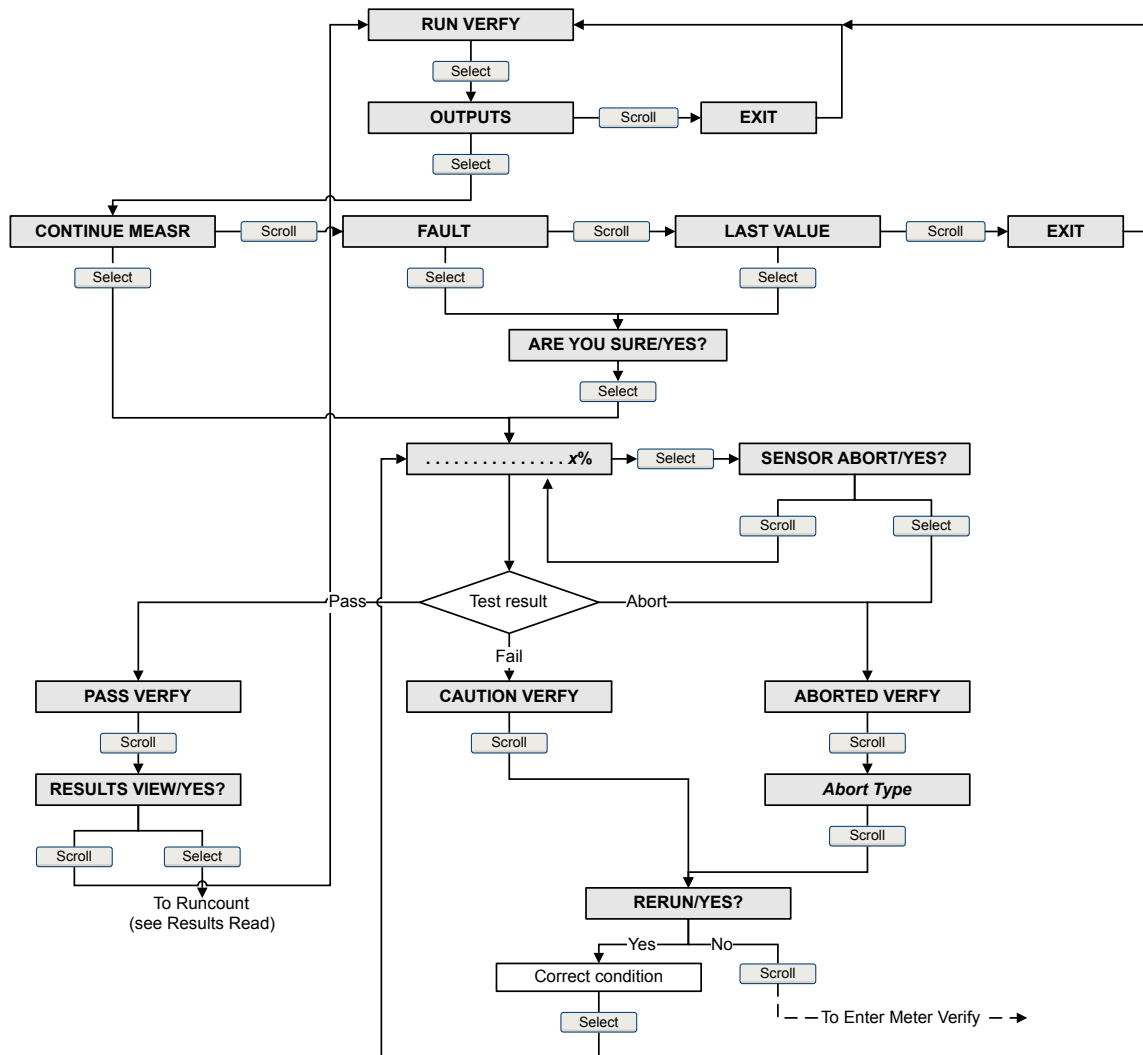 RUN VERFY
Select
OUTPUTS
Scroll
EXIT
Select
CONTINUE MEASR
Scroll
FAULT
Scroll
LAST VALUE
Scroll
EXIT
Select
Select
Select
ARE YOU SURE/YES?
Select
. . . . . . . . . . . . . . . x%
Select
SENSOR ABORT/YES?
Scroll
Select
Pass
Test result
Abort
Fail
PASS VERFY
CAUTION VERFY
ABORTED VERFY
Scroll
Scroll
Scroll
RESULTS VIEW/YES?
Abort Type
Scroll
Select
Scroll
To Runcount
(see Results Read)
RERUN/YES?
Yes
No
Correct condition
Scroll
Select
To Enter Meter Verify